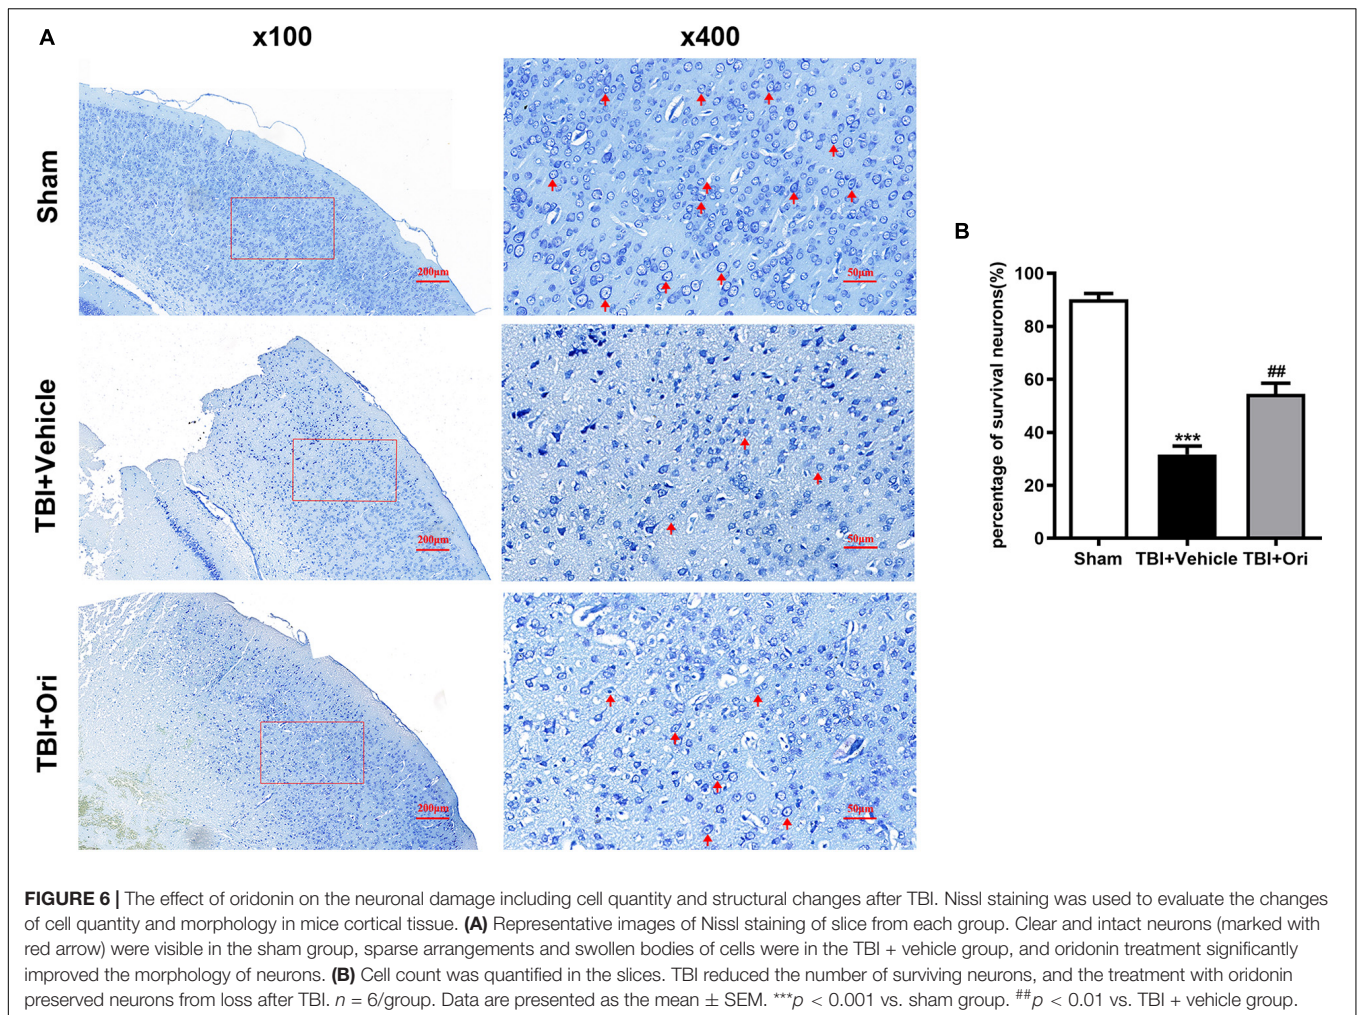 A
x100
x400
Sham
200μm
50μm
TBI+Vehicle
200μm
50μm
TBI+Ori
200μm
50μm
B
percentage of survival neurons(%)
100
80
60
40
20
0
***
##
Sham TBI+Vehicle TBI+Ori
FIGURE 6 | The effect of oridonin on the neuronal damage including cell quantity and structural changes after TBI. Nissl staining was used to evaluate the changes
of cell quantity and morphology in mice cortical tissue. (A) Representative images of Nissl staining of slice from each group. Clear and intact neurons (marked with
red arrow) were visible in the sham group, sparse arrangements and swollen bodies of cells were in the TBI + vehicle group, and oridonin treatment significantly
improved the morphology of neurons. (B) Cell count was quantified in the slices. TBI reduced the number of surviving neurons, and the treatment with oridonin
preserved neurons from loss after TBI. n = 6/group. Data are presented as the mean ± SEM. ***p < 0.001 vs. sham group. ##p < 0.01 vs. TBI + vehicle group.